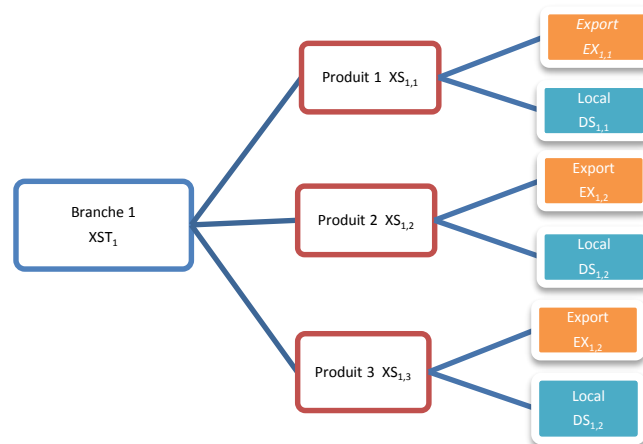 Export
EX1,1
Produit 1 XS1,1
Local
DS1,1
Export
EX1,2
Branche 1
XST1
Produit 2 XS1,2
Local
DS1,2
Export
EX1,2
Produit 3 XS1,3
Local
DS1,2